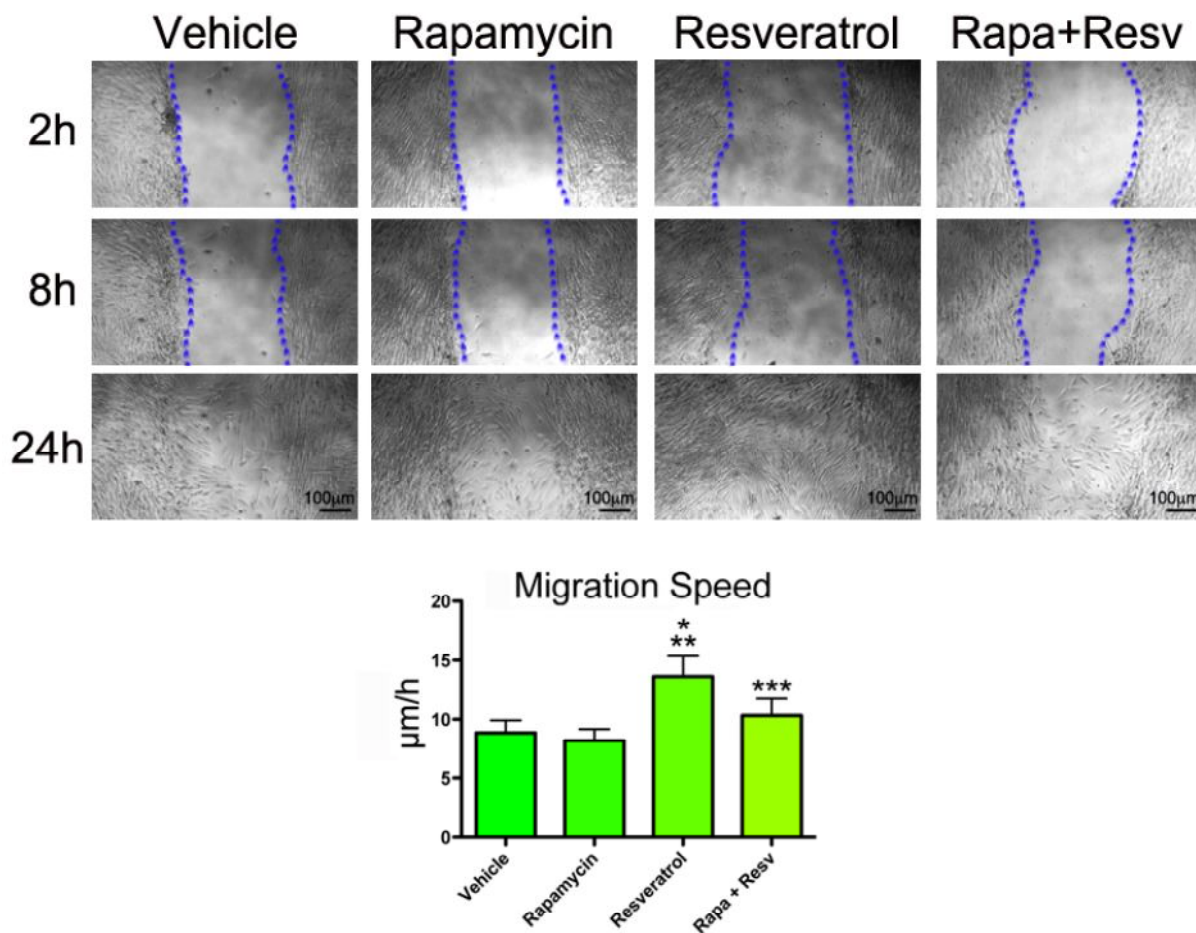 Vehicle Rapamycin Resveratrol Rapa+Resv
2h
8h
24h
100μm 100μm 100μm 100μm
Migration Speed
20
*
**
15
***
μm/h
10
5
0
Vehicle Rapamycin Resveratrol Rapa + Resv